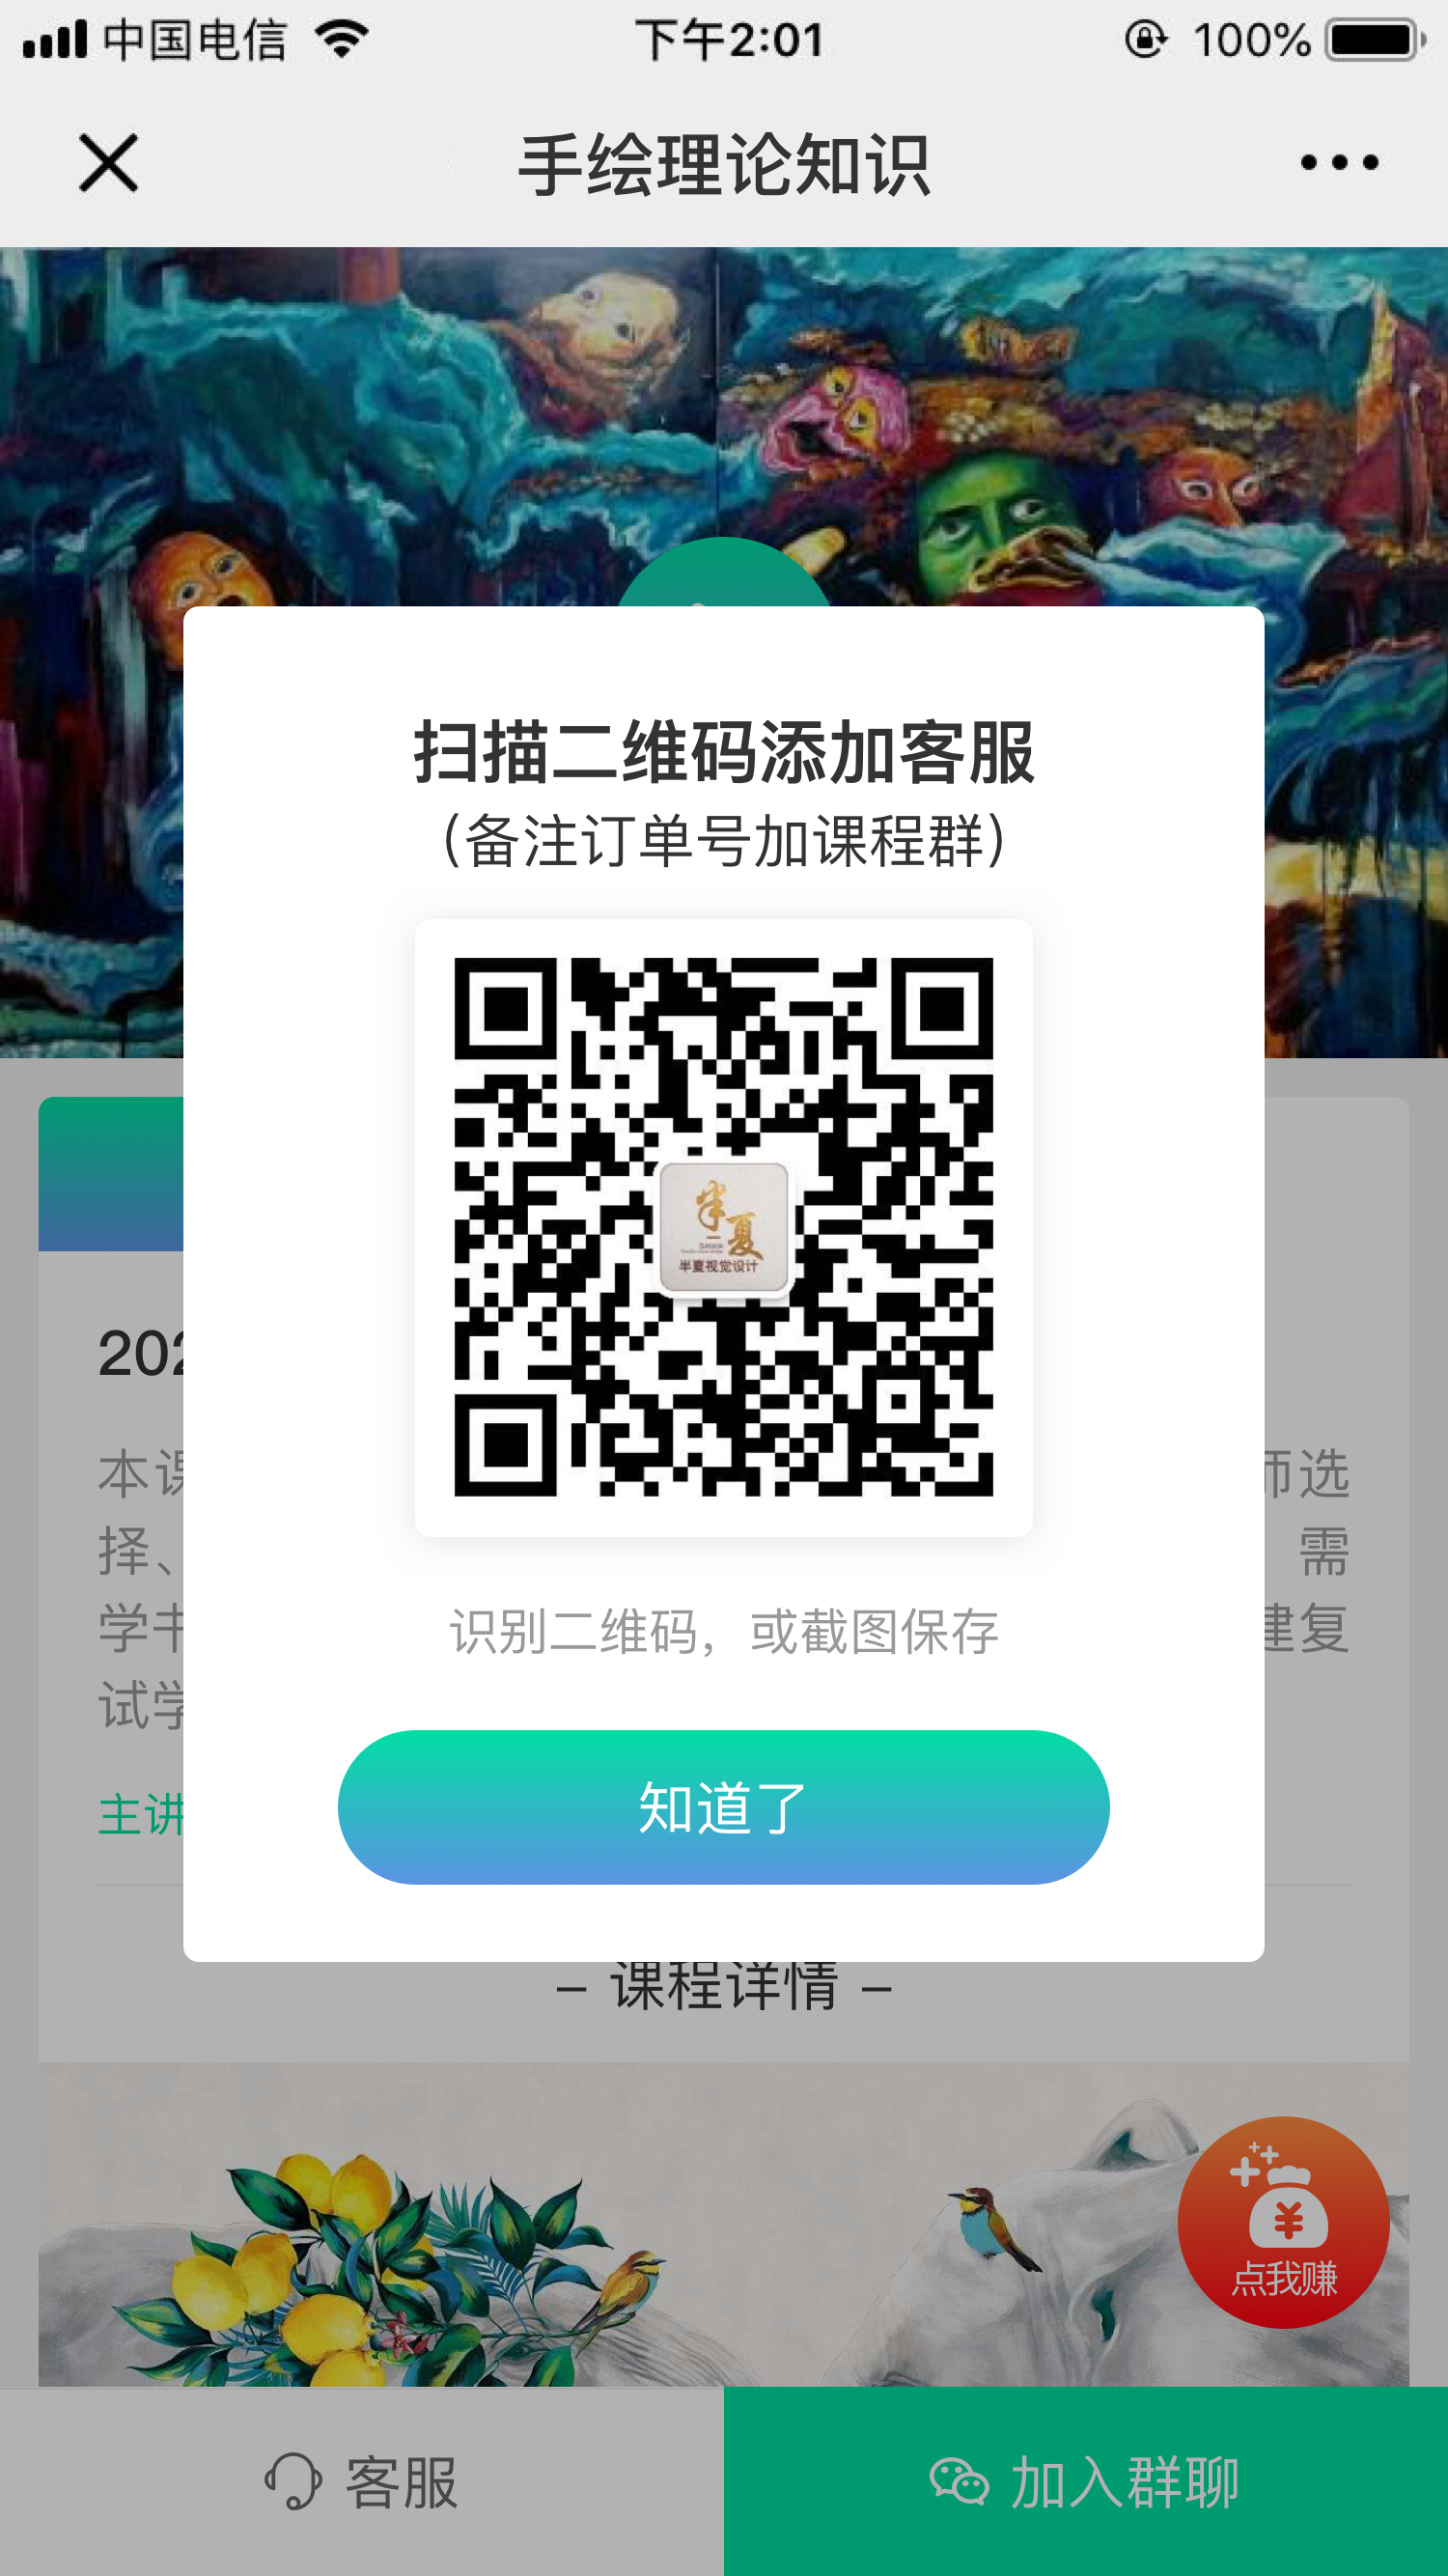 中国电信
下午2:01
100%
手绘理论知识
扫描二维码添加客服
（备注订单号加课程群）
半夏
半夏视觉设计
识别二维码，或截图保存
知道了
202
本课
师选
择、
需
学书
建复
试学
主讲
– 课程详情 –
¥
点我赚
客服
加入群聊